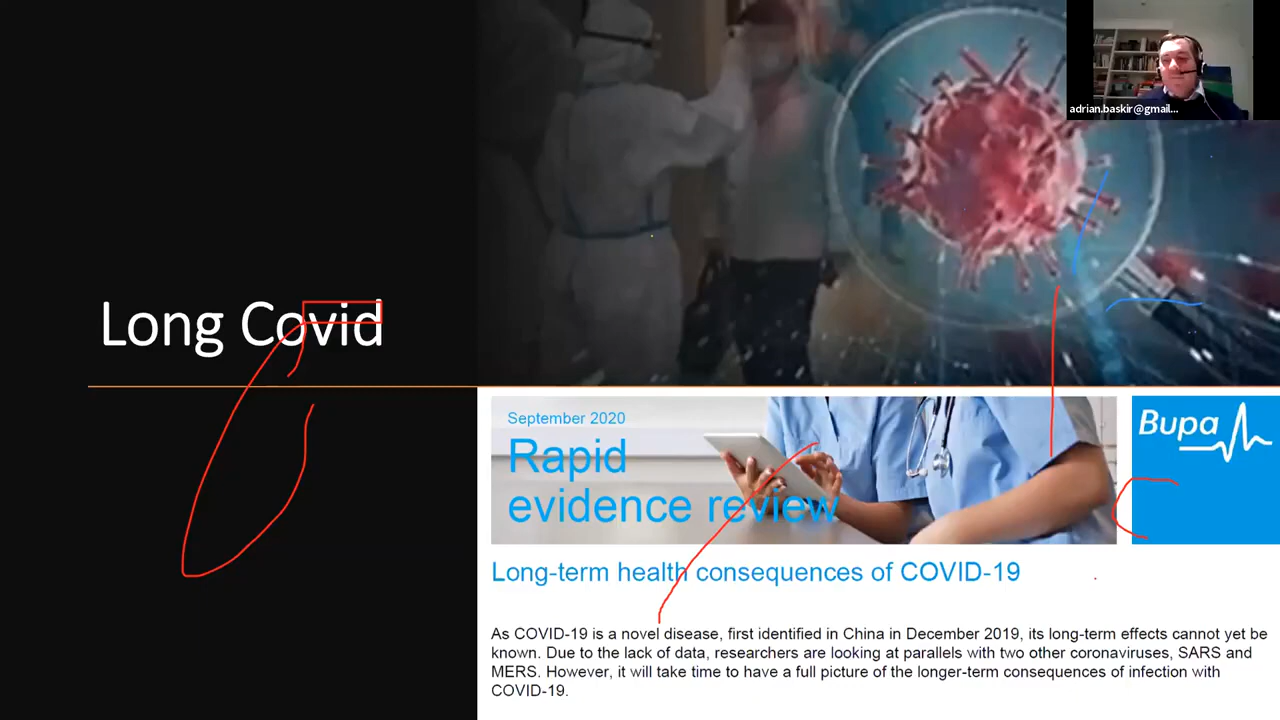 adrian.baskir@gmail...
Long Covid
September 2020
Rapid
evidence review
Bupa
Long-term health consequences of COVID-19
As COVID-19 is a novel disease, first identified in China in December 2019, its long-term effects cannot yet be
known. Due to the lack of data, researchers are looking at parallels with two other coronaviruses, SARS and
MERS. However, it will take time to have a full picture of the longer-term consequences of infection with
COVID-19.